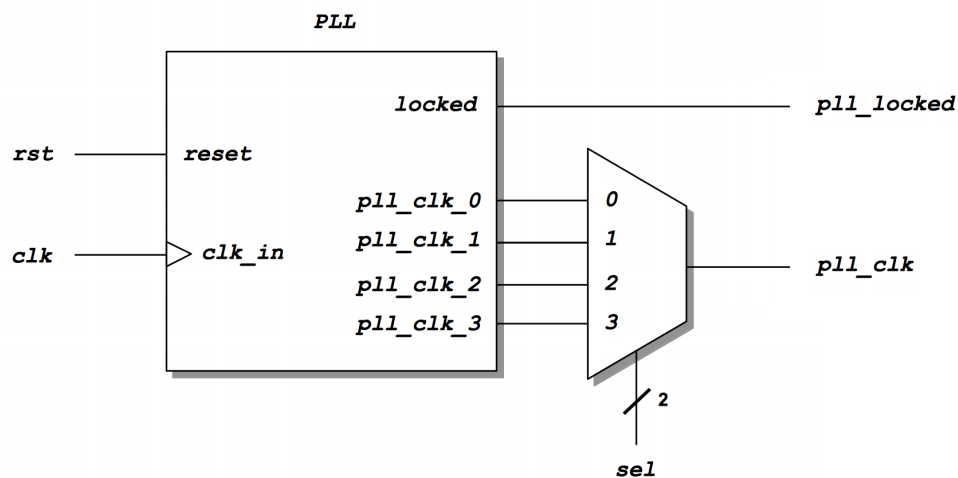 PLL
locked
pll_locked
rst
reset
pll_clk_0
0
pll_clk_1
1
clk
clk_in
pll_clk
pll_clk_2
2
pll_clk_3
3
2
sel